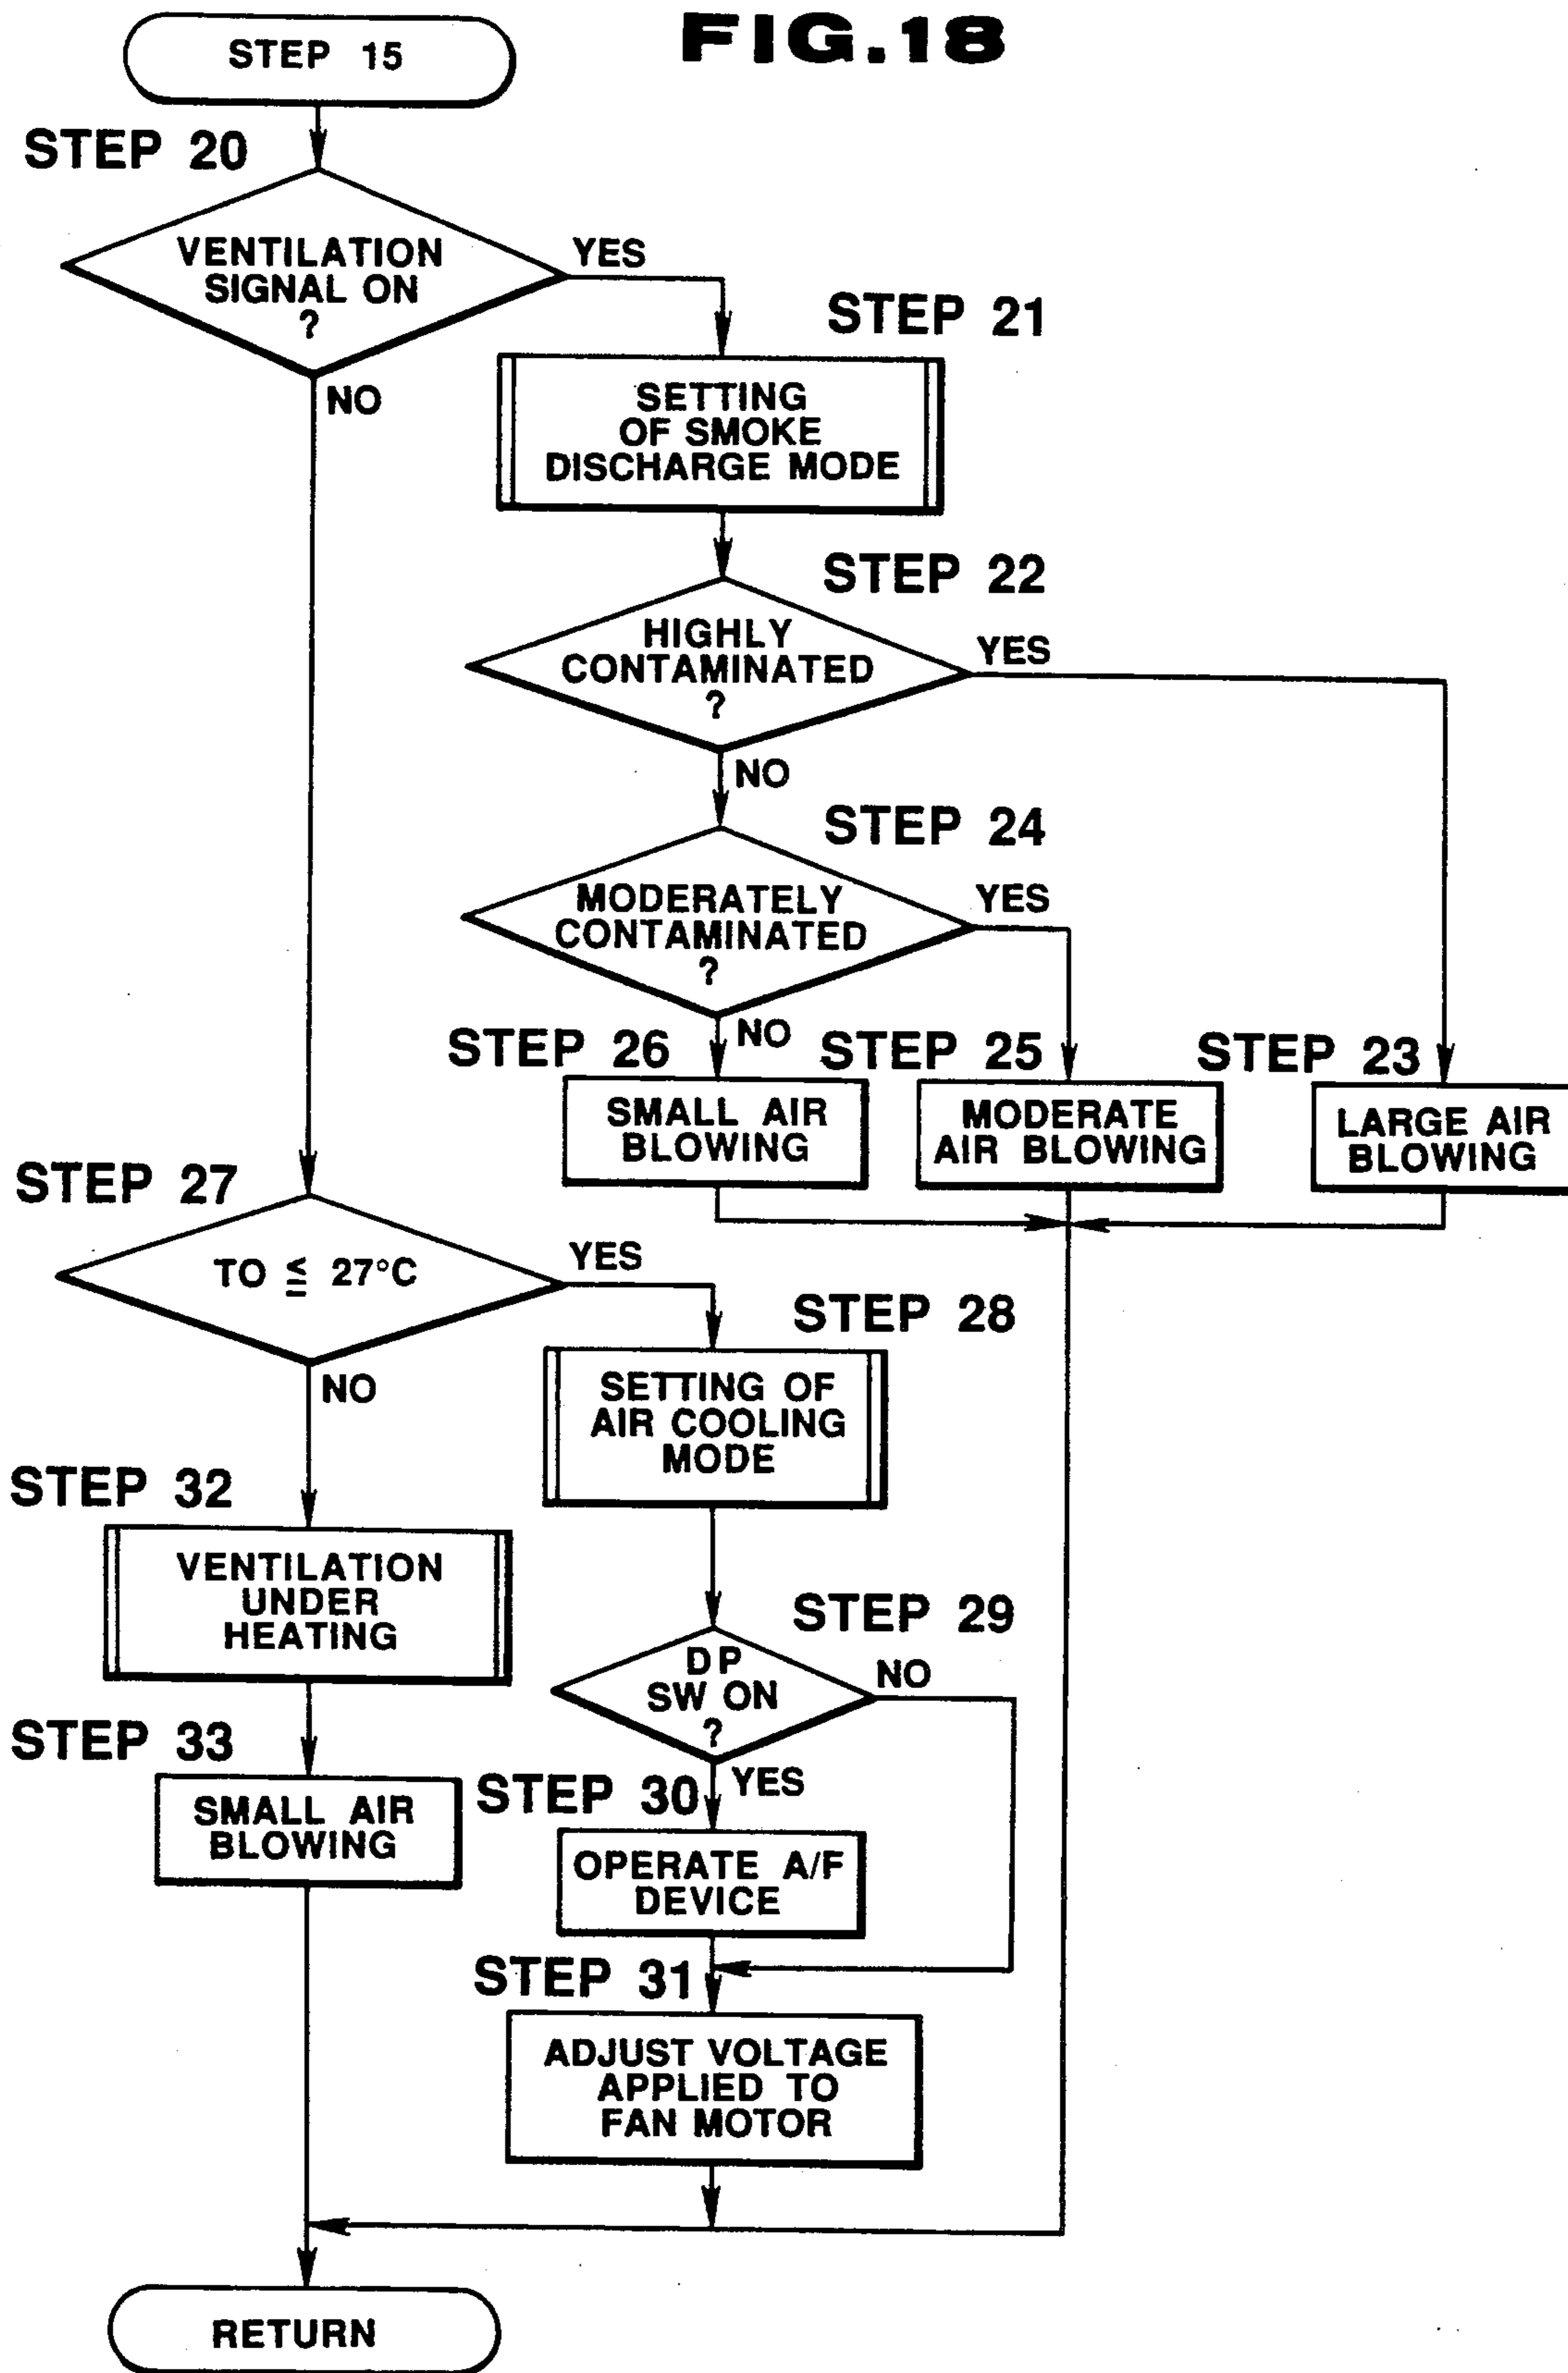 FIG.18
STEP 15
STEP 20
VENTILATION
SIGNAL ON
?
YES
NO
STEP 21
SETTING
OF SMOKE
DISCHARGE MODE
STEP 22
HIGHLY
CONTAMINATED
?
YES
NO
STEP 24
MODERATELY
CONTAMINATED
?
YES
NO
STEP 26
SMALL AIR
BLOWING
STEP 25
MODERATE
AIR BLOWING
STEP 23
LARGE AIR
BLOWING
STEP 27
TO ≦ 27°C
YES
NO
STEP 28
SETTING OF
AIR COOLING
MODE
STEP 32
VENTILATION
UNDER
HEATING
STEP 29
DP
SW ON
?
NO
YES
STEP 33
SMALL AIR
BLOWING
STEP 30
OPERATE A/F
DEVICE
STEP 31
ADJUST VOLTAGE
APPLIED TO
FAN MOTOR
RETURN